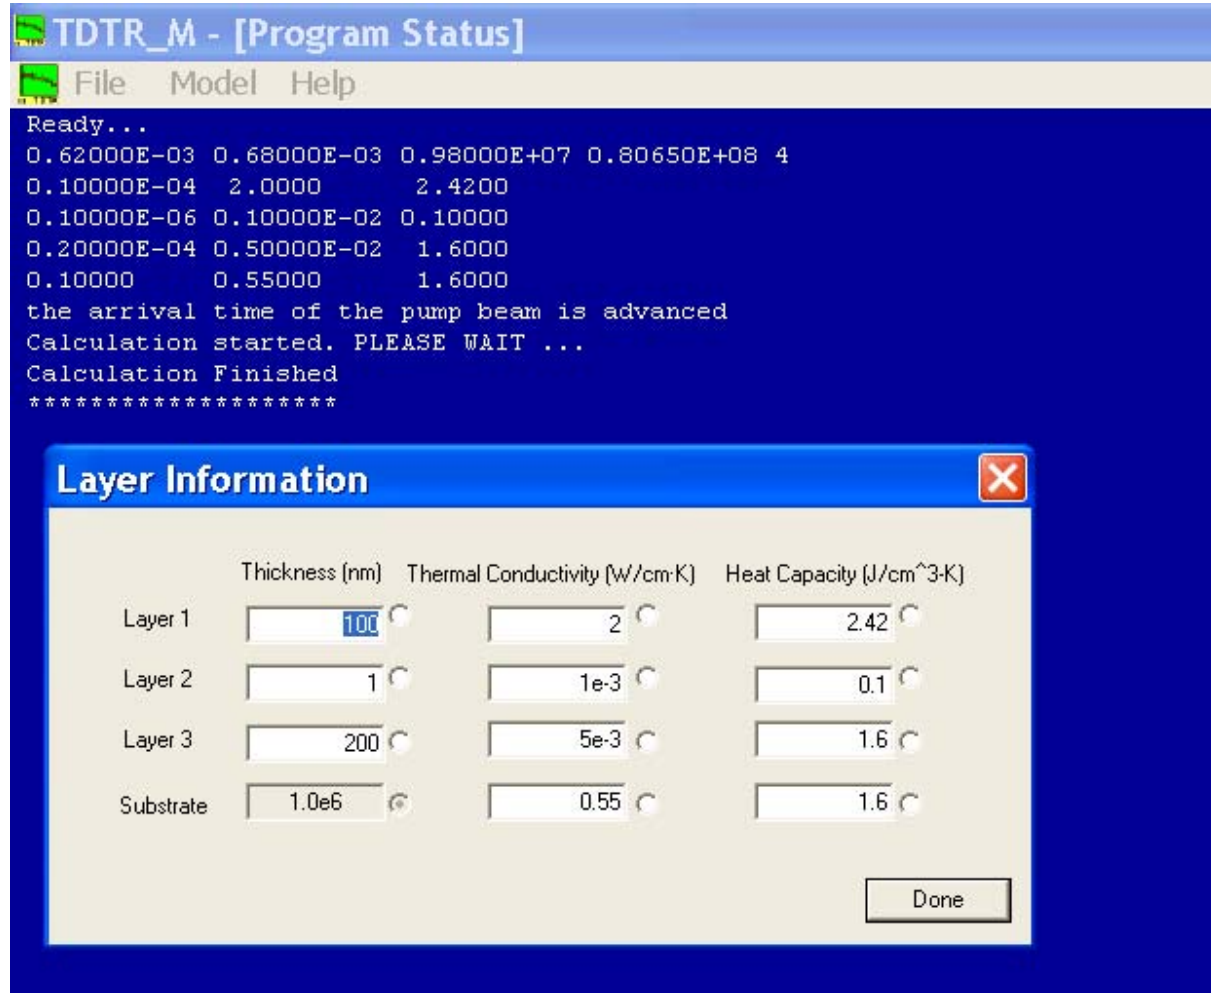 TDTR_M - [Program Status]
File Model Help
Ready...
0.62000E-03 0.68000E-03 0.98000E+07 0.80650E+08 4
0.10000E-04 2.0000 2.4200
0.10000E-06 0.10000E-02 0.10000
0.20000E-04 0.50000E-02 1.6000
0.10000 0.55000 1.6000
the arrival time of the pump beam is advanced
Calculation started. PLEASE WAIT ...
Calculation Finished
********************
Layer Information
Thickness (nm) Thermal Conductivity (W/cm-K) Heat Capacity (J/cm^3-K)
Layer 1 100 2 2.42
Layer 2 1 1e-3 0.1
Layer 3 200 5e-3 1.6
Substrate 1.0e6 0.55 1.6
Done